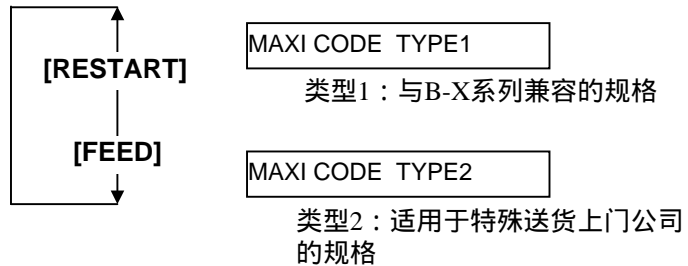 MAXI CODE  TYPE1
[RESTART]
类型1：与B-X系列兼容的规格
[FEED]
MAXI CODE  TYPE2
类型2：适用于特殊送货上门公司
的规格